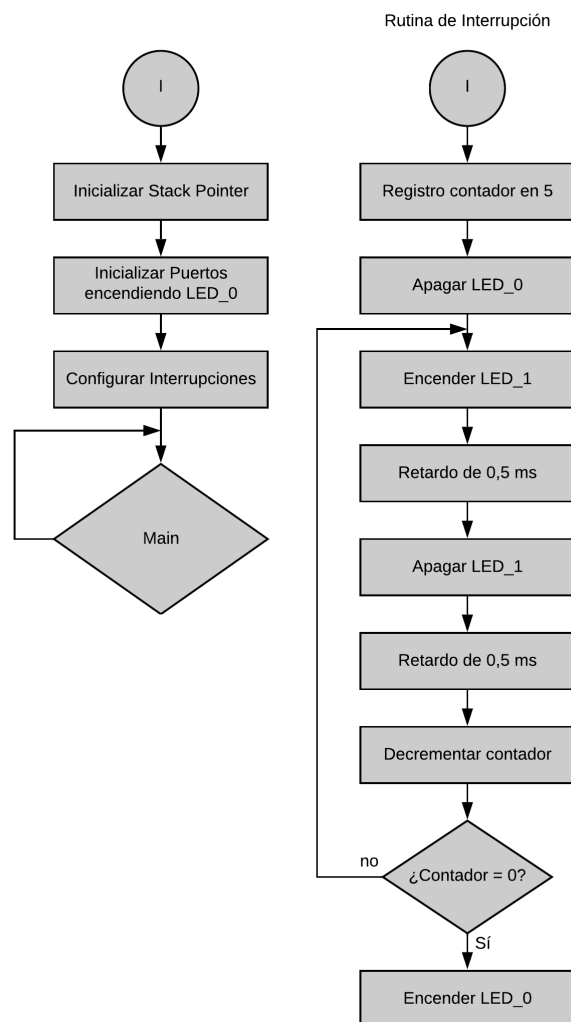 Rutina de Interrupción
I
Inicializar Stack Pointer
Inicializar Puertos
encendiendo LED_0
Configurar Interrupciones
Main
I
Registro contador en 5
Apagar LED_0
Encender LED_1
Retardo de 0,5 ms
Apagar LED_1
Retardo de 0,5 ms
Decrementar contador
no
¿Contador = 0?
Sí
Encender LED_0